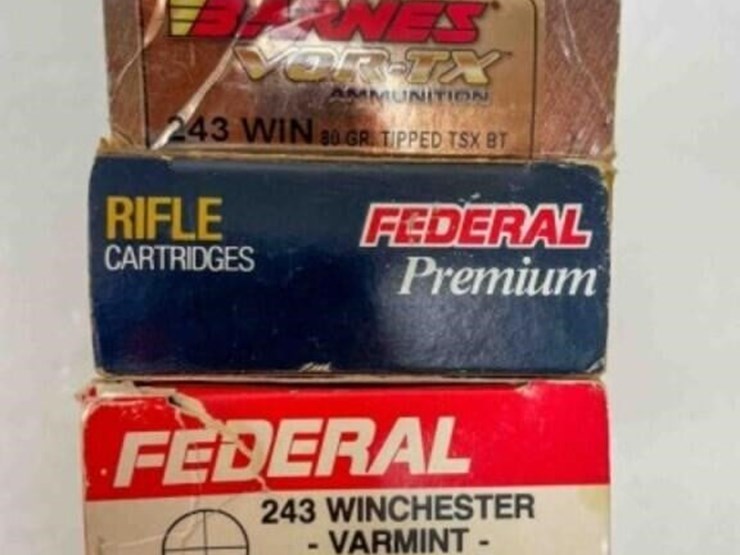 BARNES
VOR-TX
AMMUNITION
243 WIN 80 GR. TIPPED TSX BT
RIFLE
CARTRIDGES
FEDERAL
Premium
FEDERAL
243 WINCHESTER
- VARMINT -